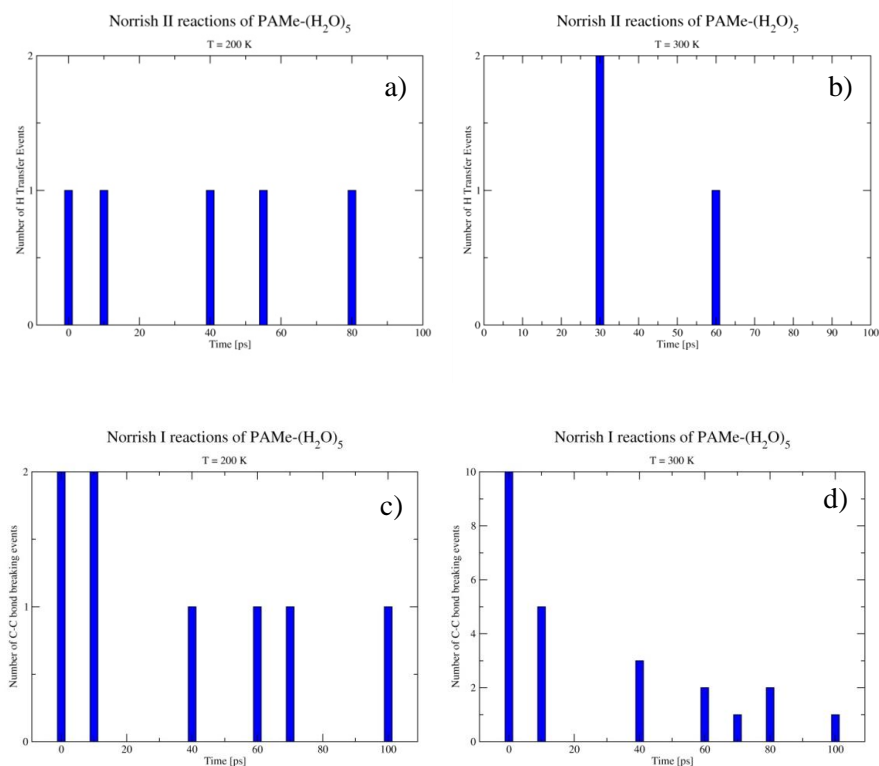 Norrish II reactions of PAMe-(H₂O)₅
T = 200 K
a)
Number of H Transfer Events
2
1
0
0 20 40 60 80 100
Time [ps]
Norrish II reactions of PAMe-(H₂O)₅
T = 300 K
b)
Number of H Transfer Events
2
1
0
0 10 20 30 40 50 60 70 80 90 100
Time [ps]
Norrish I reactions of PAMe-(H₂O)₅
T = 200 K
c)
Number of C-C bond breaking events
2
1
0
0 20 40 60 80 100
Time [ps]
Norrish I reactions of PAMe-(H₂O)₅
T = 300 K
d)
Number of C-C bond breaking events
10
8
6
4
2
0
0 20 40 60 80 100
Time [ps]